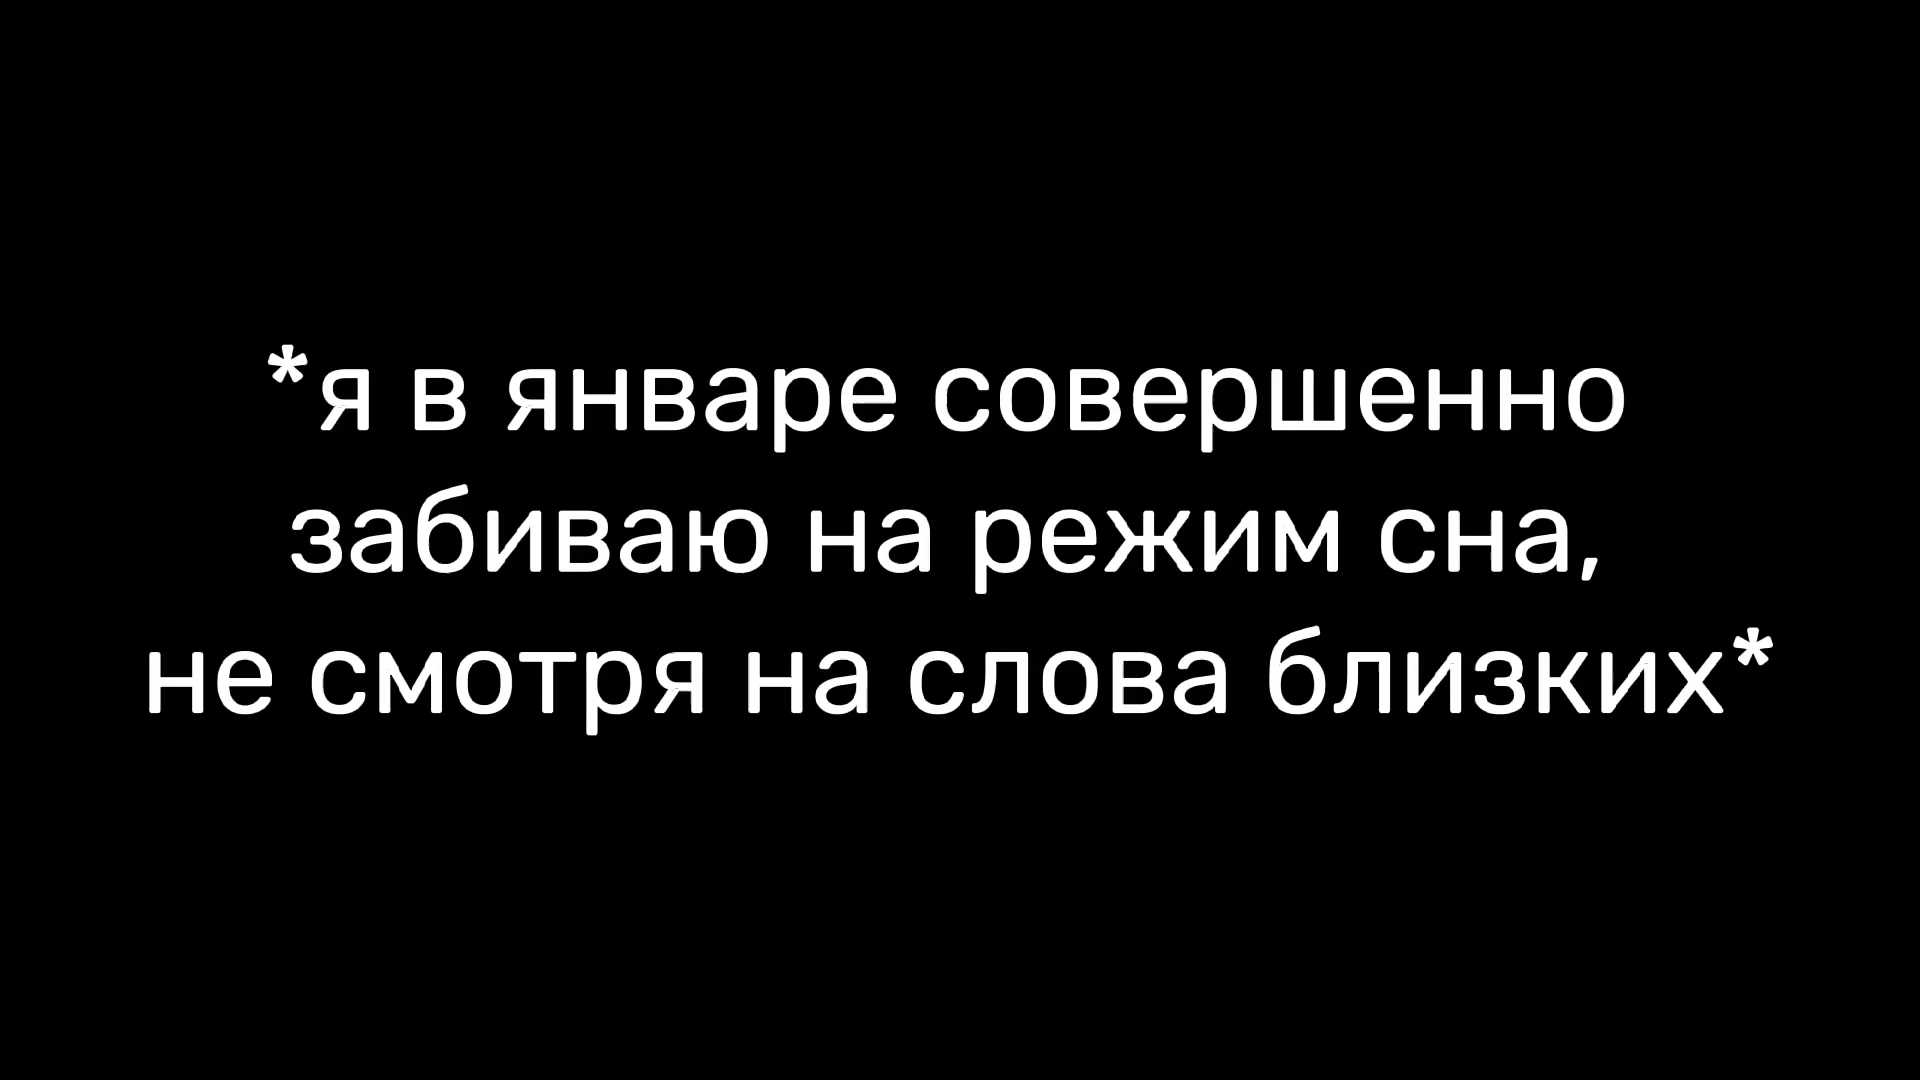 *я в январе совершенно
забиваю на режим сна,
не смотря на слова близких*